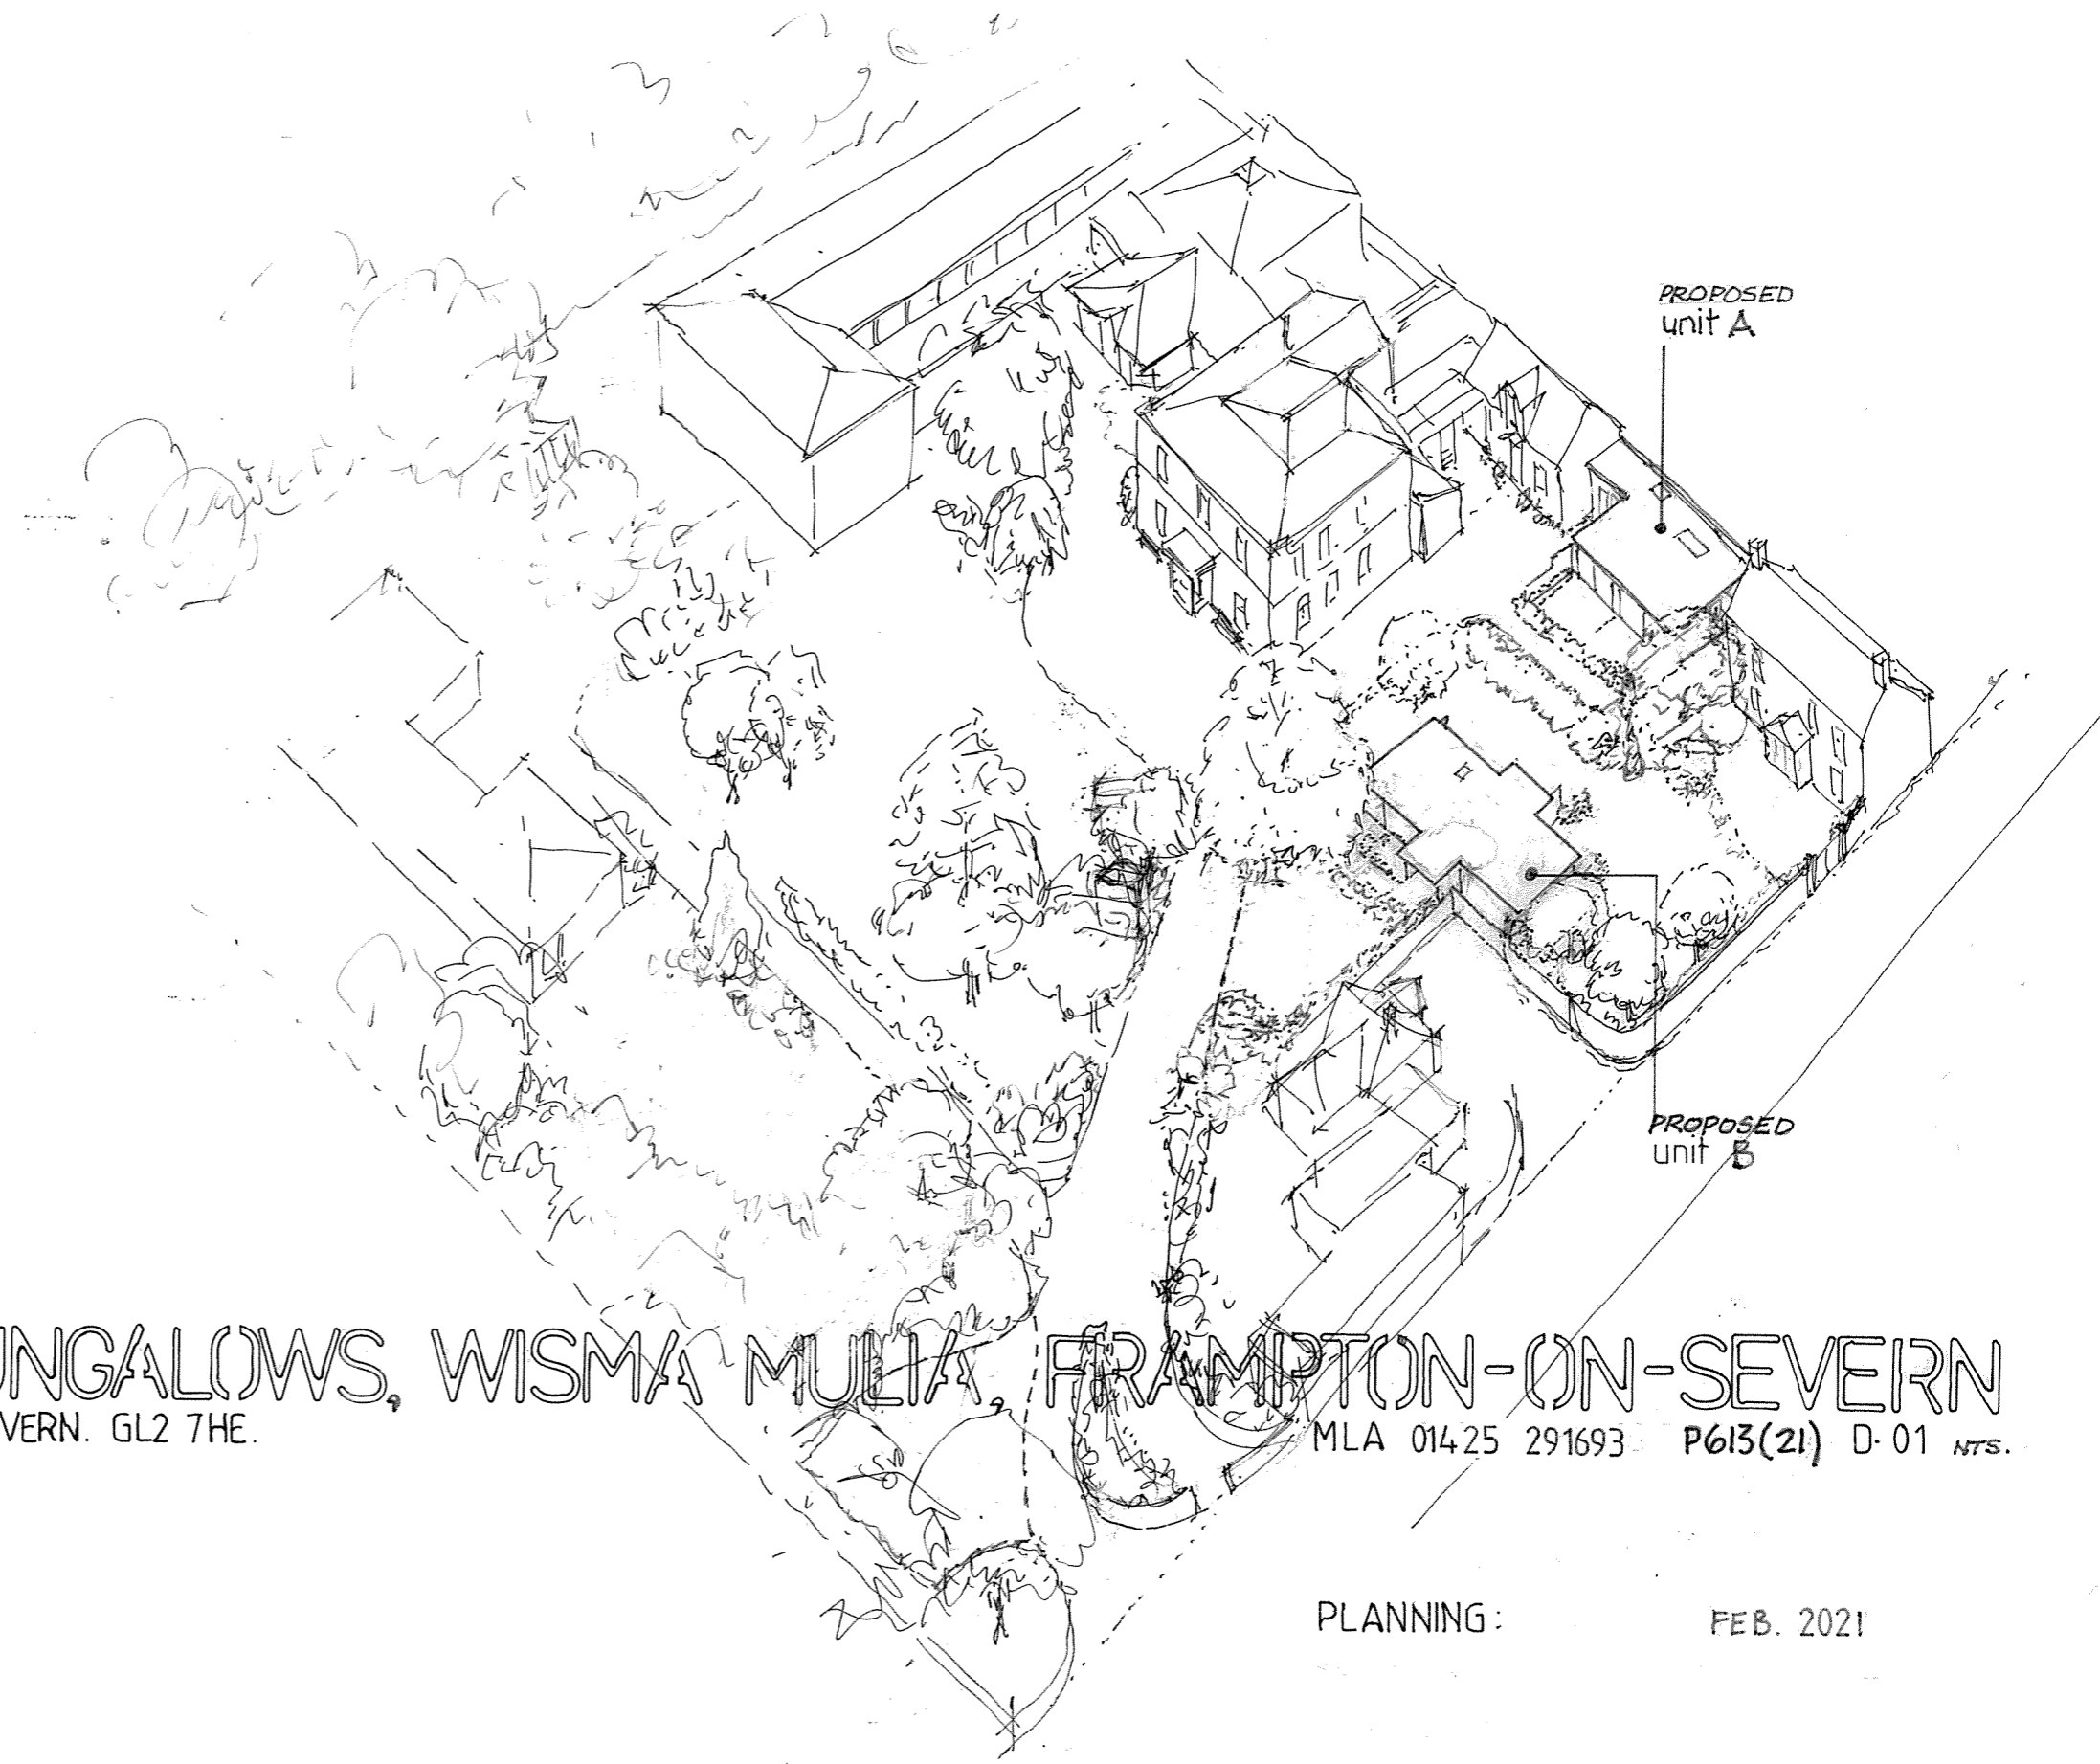 PROPOSED
unit A
PROPOSED
unit B
UNGALOWS, WISMA MULIA, FRAMPTON-ON-SEVERN
VERN. GL2 7HE.
MLA 01425 291693 P613(21) D·01 NTS.
PLANNING: FEB. 2021